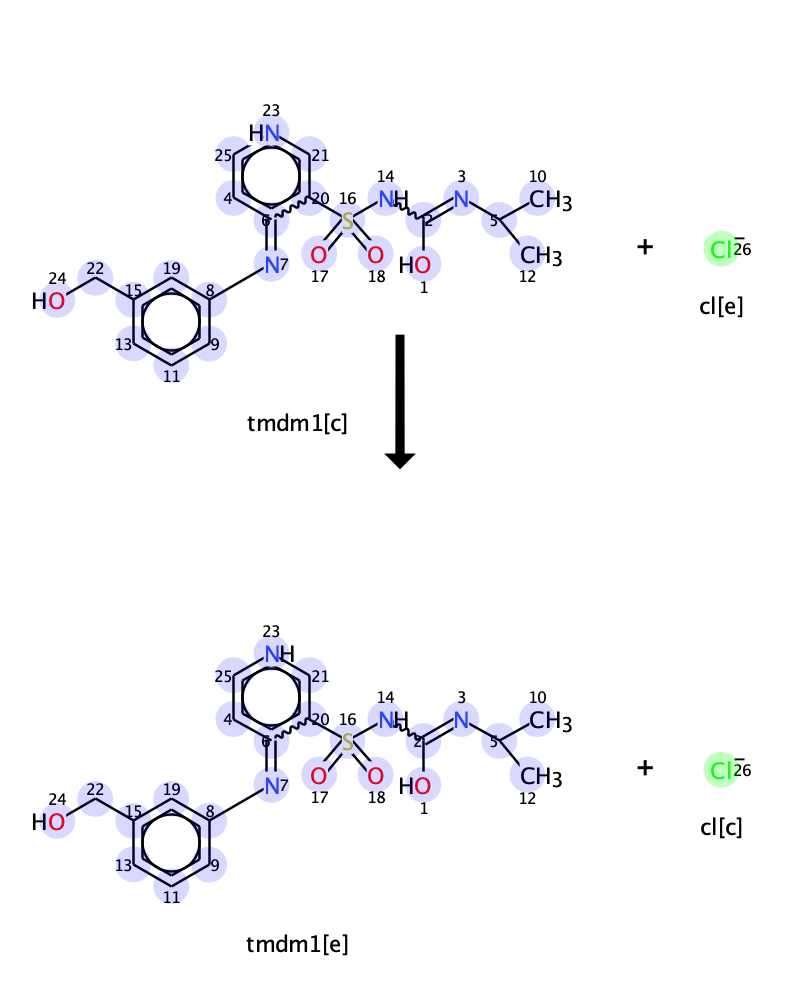 23
HN
25 21
14 3 10
4 20 16 NH N CH3
6 S 2 5
N7 O O HO CH3
17 18 1 12
24 22 19 8
HO 15
13 9
11
+ Cl−26
cl[e]
tmdm1[c]
23
NH
25 21
14 3 10
4 20 16 NH N CH3
6 S 2 5
N7 O O HO CH3
17 18 1 12
24 22 19 8
HO 15
13 9
11
+ Cl−26
cl[c]
tmdm1[e]